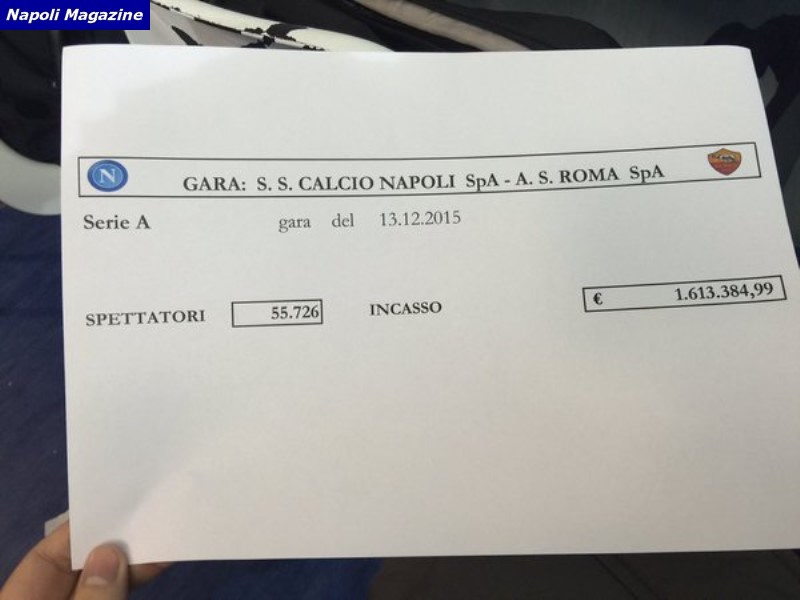 Napoli Magazine
N
GARA: S. S. CALCIO NAPOLI SpA - A. S. ROMA SpA
Serie A gara del 13.12.2015
SPETTATORI 55.726 INCASSO € 1.613.384,99